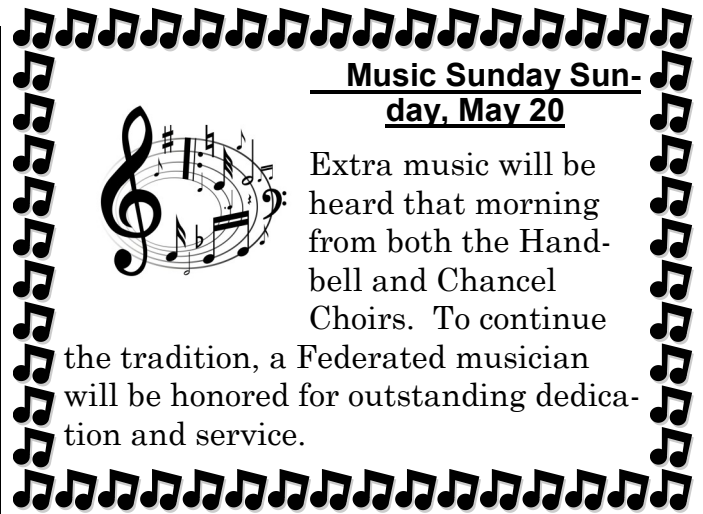 Music Sunday Sun-
day, May 20
Extra music will be
heard that morning
from both the Hand-
bell and Chancel
Choirs.  To continue
the tradition, a Federated musician
will be honored for outstanding dedica-
tion and service.